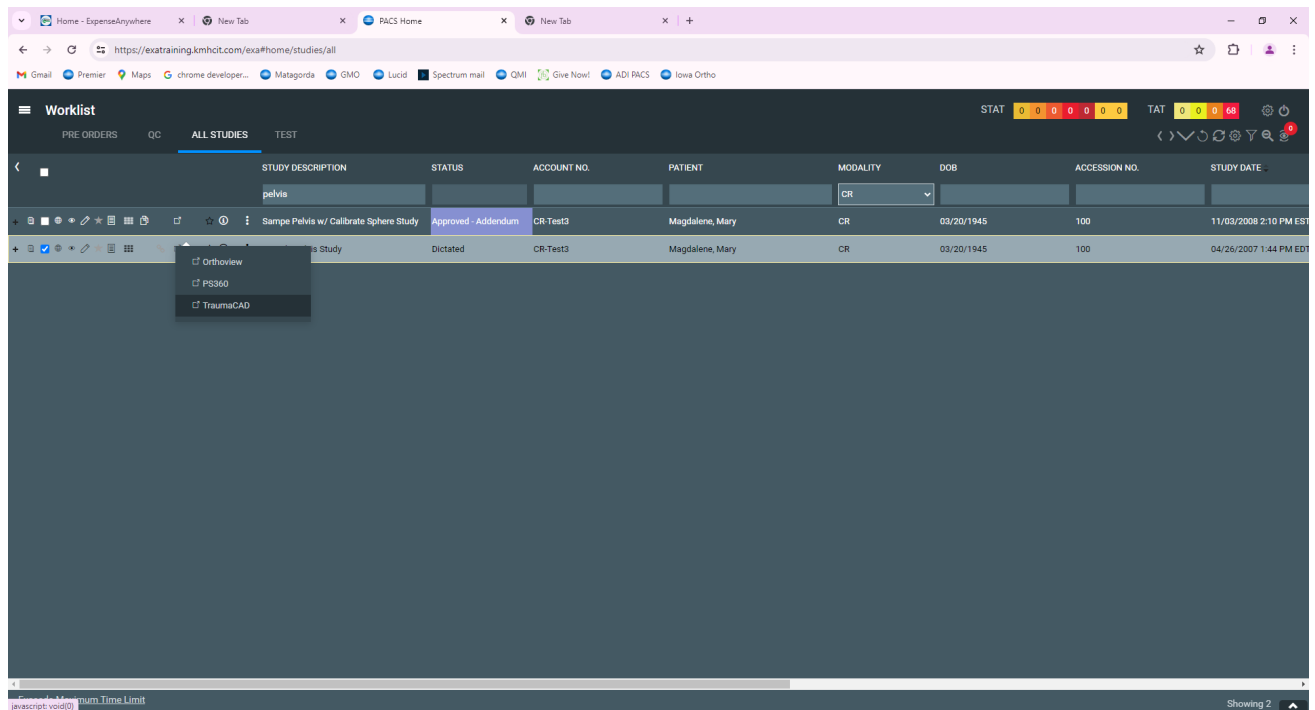 Home - ExpenseAnywhere New Tab PACS Home New Tab
https://exatraining.kmhcit.com/exa#home/studies/all
Gmail Premier Maps chrome developer... Matagorda GMO Lucid Spectrum mail QMI Give Now! ADI PACS Iowa Ortho
Worklist STAT 0 0 0 0 0 0 0 TAT 0 0 0 68
PRE ORDERS QC ALL STUDIES TEST 0
STUDY DESCRIPTION STATUS ACCOUNT NO. PATIENT MODALITY DOB ACCESSION NO. STUDY DATE
pelvis CR
Sampe Pelvis w/ Calibrate Sphere Study Approved - Addendum CR-Test3 Magdalene, Mary CR 03/20/1945 100 11/03/2008 2:10 PM EST
is Study Dictated CR-Test3 Magdalene, Mary CR 03/20/1945 100 04/26/2007 1:44 PM EDT
Orthoview
PS360
TraumaCAD
Maximum Time Limit
javascript: void(0) Showing 2